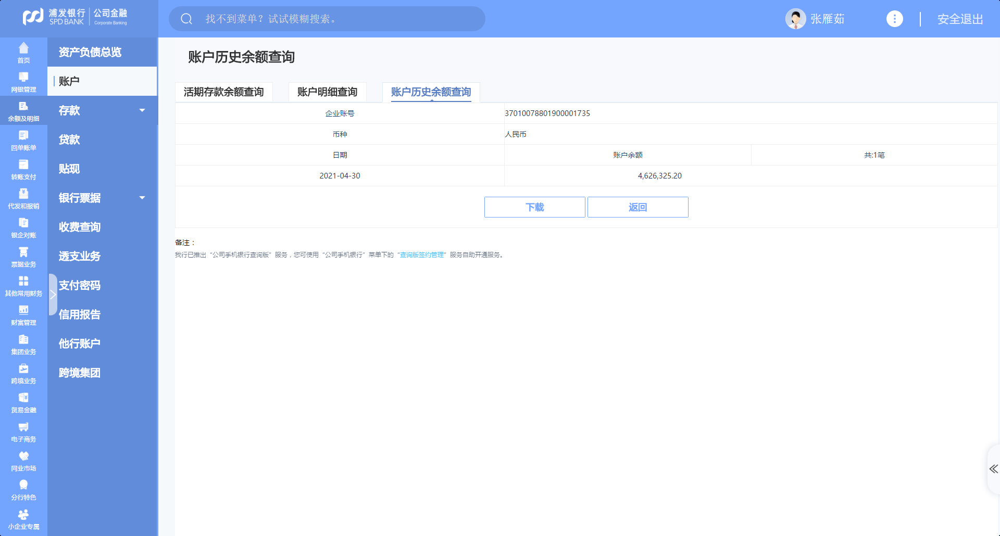 浦发银行 公司金融
SPD BANK Corporate Banking
找不到菜单？试试模糊搜索。
张雁茹
安全退出
首页
网银管理
余额及明细
回单账单
转账支付
代发和报销
银企对账
票据业务
其他常用财务
财富管理
集团业务
跨境业务
贸易金融
电子商务
同业市场
分行特色
小企业专属
资产负债总览
账户
存款
贷款
贴现
银行票据
收费查询
透支业务
支付密码
信用报告
他行账户
跨境集团
账户历史余额查询
活期存款余额查询 账户明细查询 账户历史余额查询
企业账号 37010078801900001735
币种 人民币
日期 账户余额 共:1笔
2021-04-30 4,626,325.20
下载 返回
备注：
我行已推出“公司手机银行查询版”服务，您可使用“公司手机银行”菜单下的“查询版签约管理”服务自助开通服务。